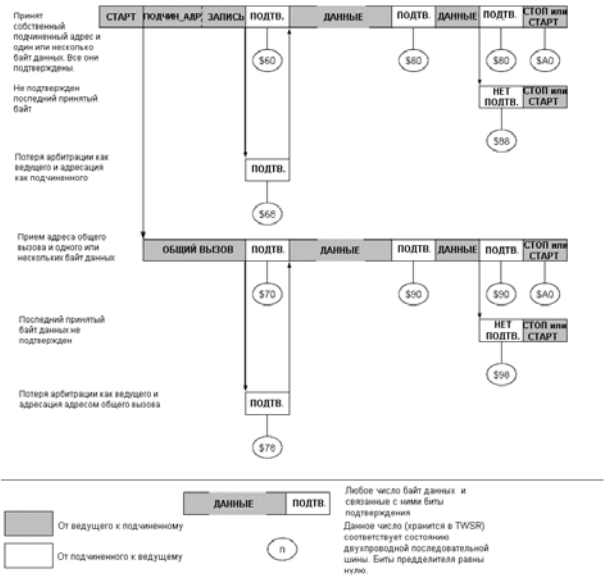 Принят
собственный
подчиненный адрес и
один или несколько
байт данных. Все они
подтверждены.
СТАРТ ПОДЧИН_АДР ЗАПИСЬ ПОДТВ. ДАННЫЕ ПОДТВ. ДАННЫЕ ПОДТВ. СТОП или
СТАРТ
$60 $80 $80 $A0
Не подтвержден
последний принятый
байт
НЕТ
ПОДТВ.
СТОП или
СТАРТ
$88
Потеря арбитрации как
ведущего и адресация
как подчиненного
ПОДТВ.
$68
Прием адреса общего
вызова и одного или
нескольких байт данных
ОБЩИЙ ВЫЗОВ ПОДТВ. ДАННЫЕ ПОДТВ. ДАННЫЕ ПОДТВ. СТОП или
СТАРТ
$70 $90 $90 $A0
Последний принятый
байт данных не
подтвержден
НЕТ
ПОДТВ.
СТОП или
СТАРТ
$98
Потеря арбитрации как ведущего и
адресация адресом общего вызова
ПОДТВ.
$78
От ведущего к подчиненному
От подчиненного к ведущему
ДАННЫЕ ПОДТВ.
Любое число байт данных и
связанные с ними биты
подтверждения
n
Данное число (хранится в TWSR)
соответствует состоянию
двухпроводной последовательной
шины. Биты предделителя равны
нулю.